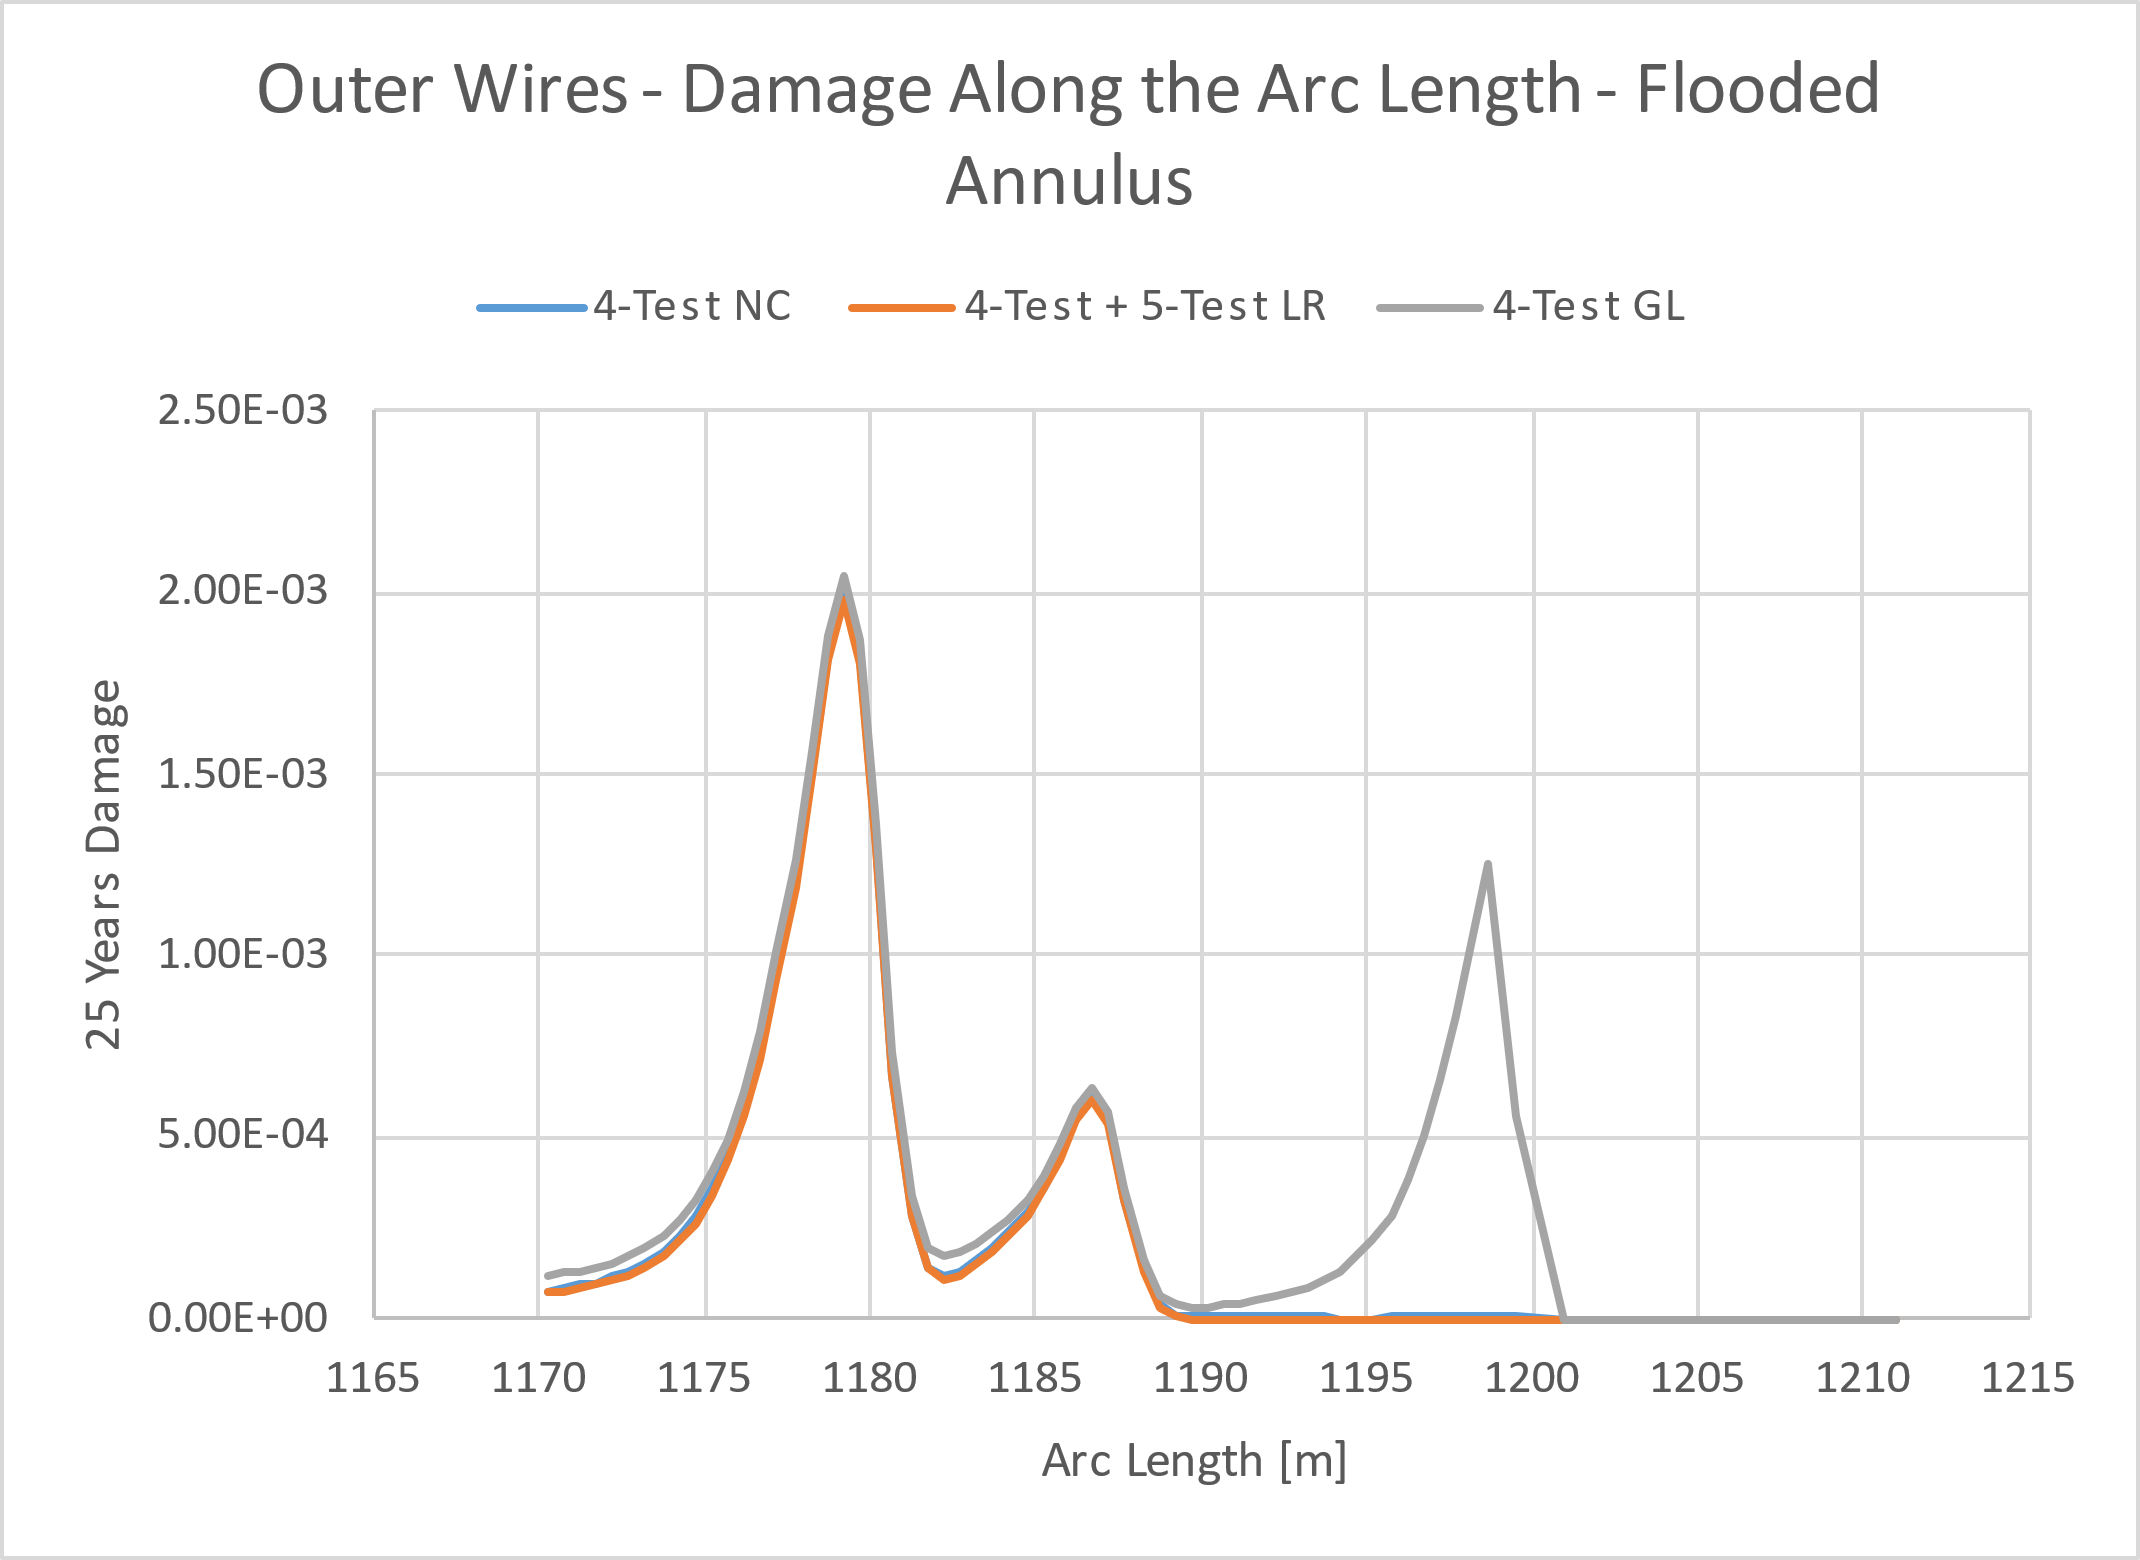 Outer Wires - Damage Along the Arc Length - Flooded
Annulus
4-Test NC
4-Test + 5-Test LR
4-Test GL
2.50E-03
2.00E-03
1.50E-03
1.00E-03
5.00E-04
0.00E+00
25 Years Damage
1165
1170
1175
1180
1185
1190
1195
1200
1205
1210
1215
Arc Length [m]